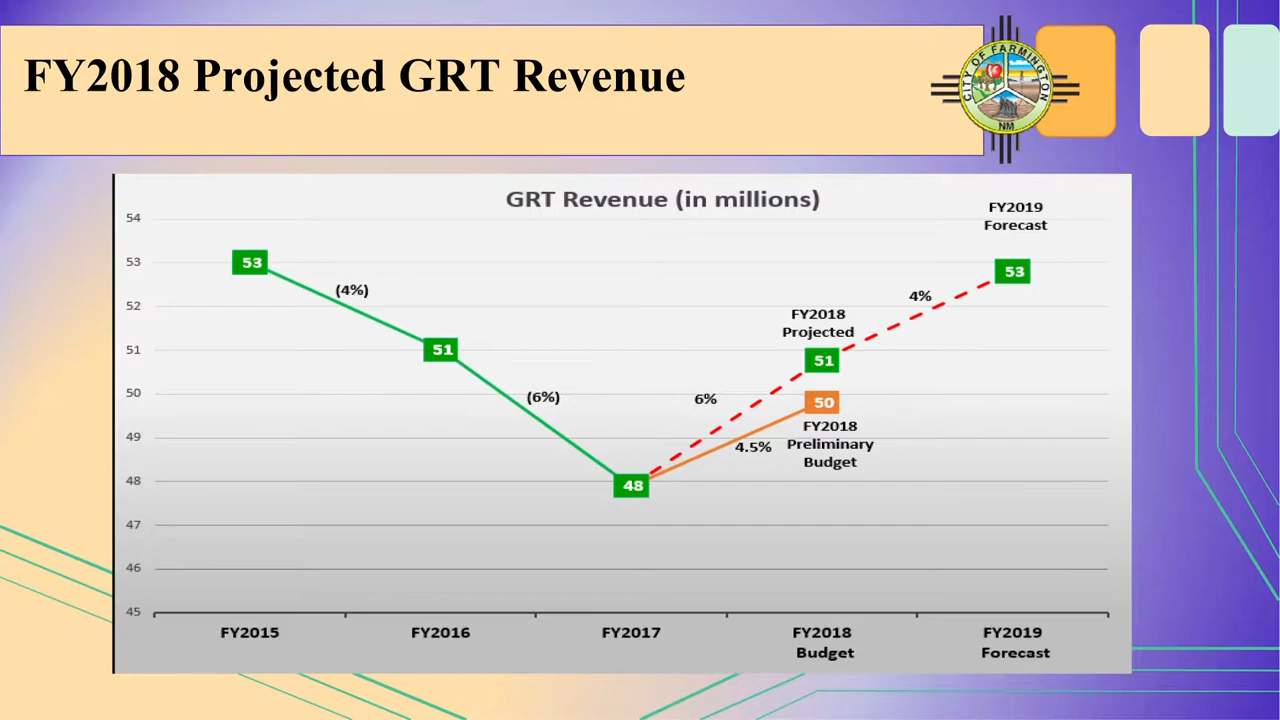 FY2018 Projected GRT Revenue
CITY OF FARMINGTON
NM
GRT Revenue (in millions)
54
53
52
51
50
49
48
47
46
45
53
(4%)
51
(6%)
48
6%
4.5%
FY2018
Projected
51
50
FY2018
Preliminary
Budget
4%
FY2019
Forecast
53
FY2015
FY2016
FY2017
FY2018
Budget
FY2019
Forecast